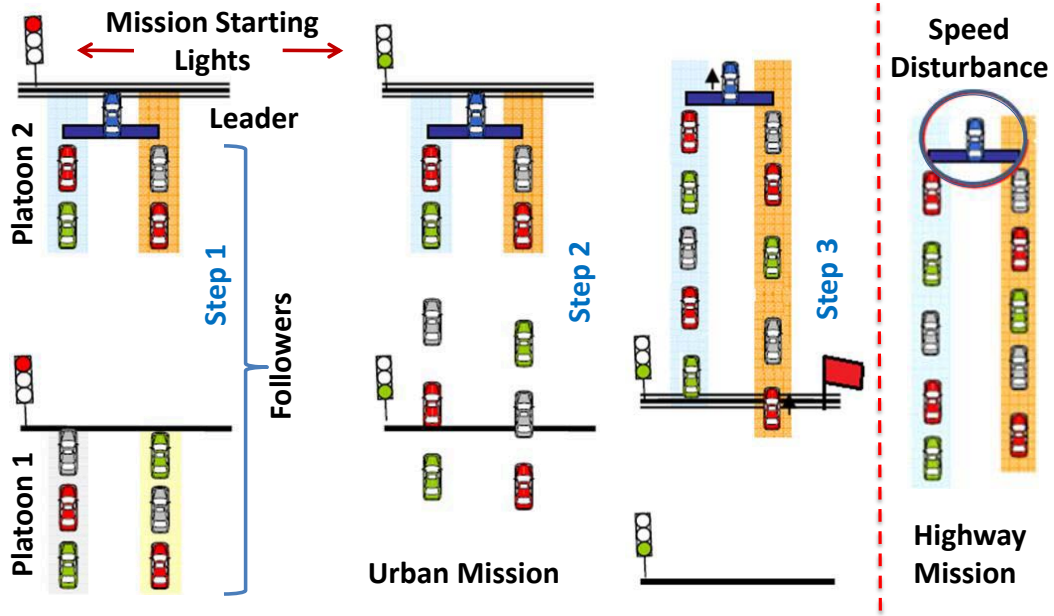 Mission Starting
Lights
Speed
Disturbance
Leader
Platoon 2
Step 1
Followers
Step 2
Step 3
Platoon 1
Urban Mission
Highway
Mission